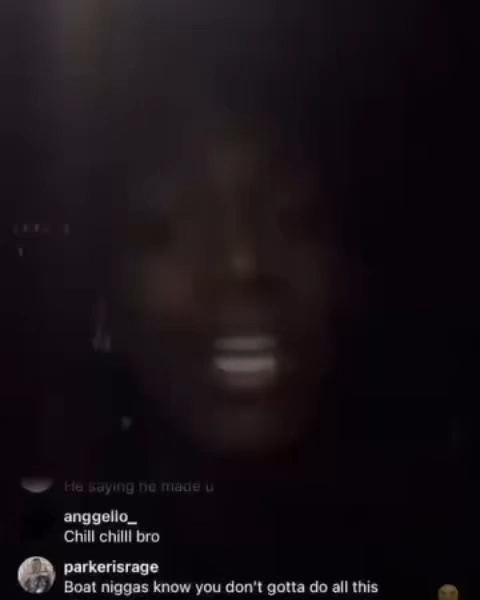 He saying he made u
anggello_
Chill chilll bro
parkerisrage
Boat niggas know you don't gotta do all this